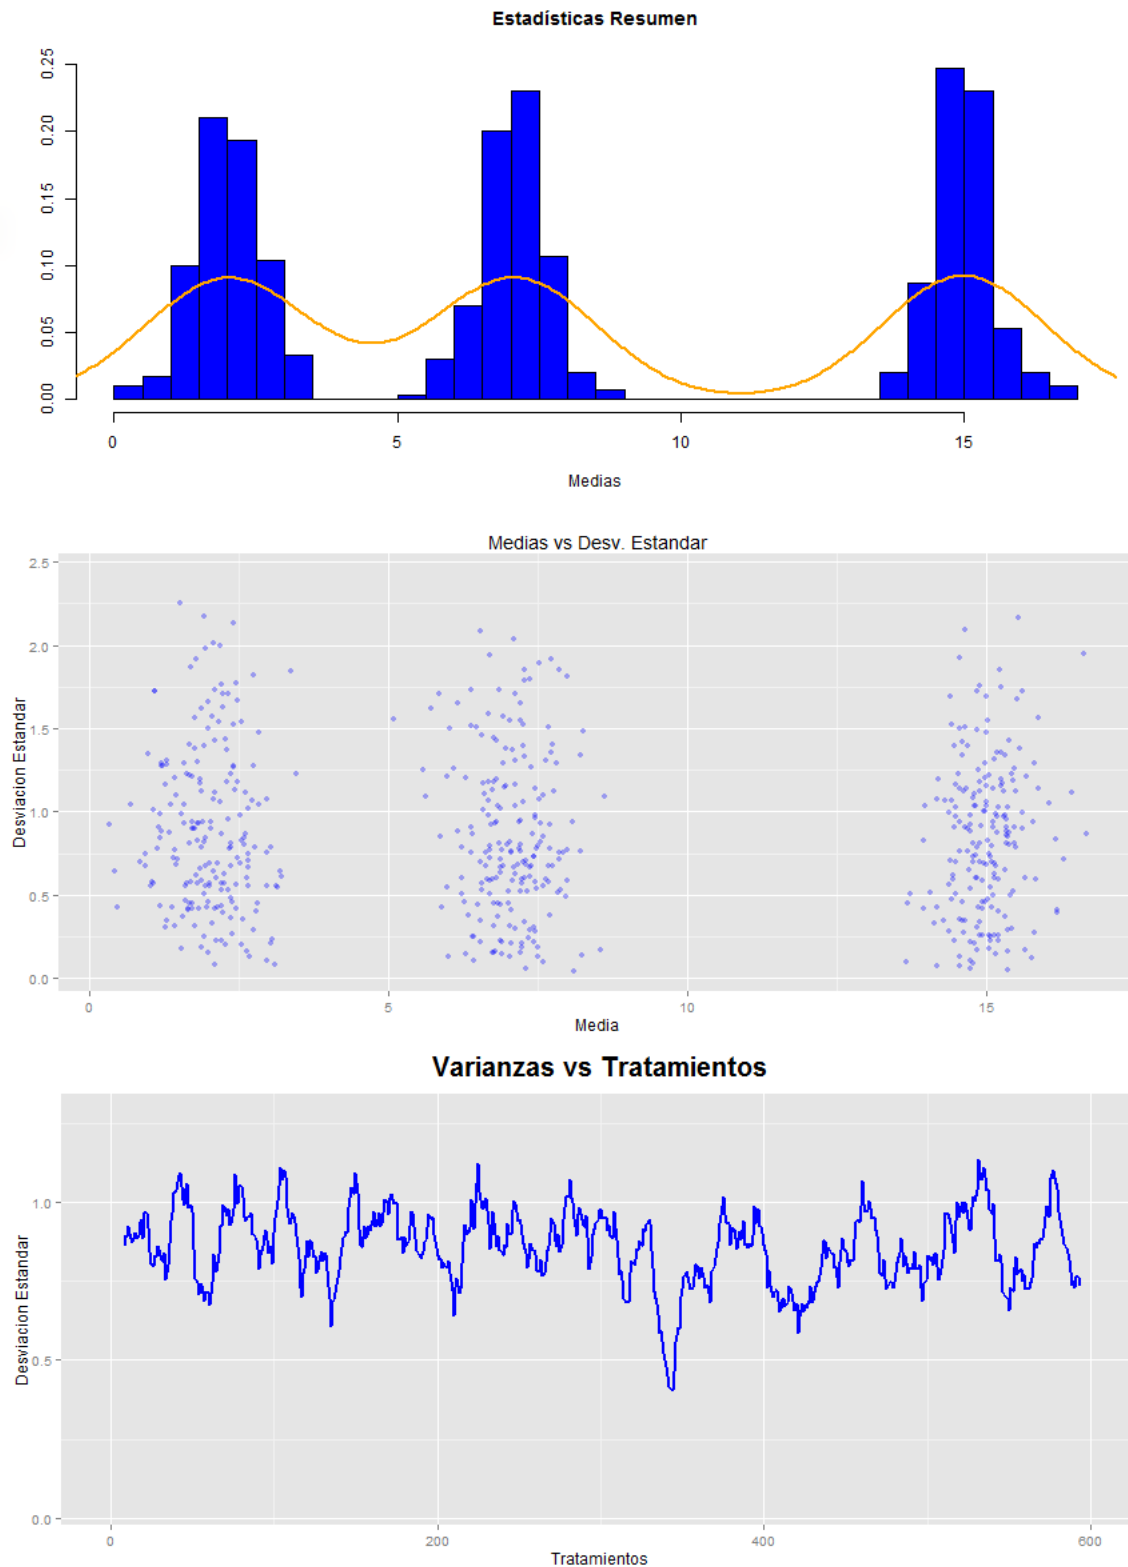 Estadísticas Resumen
0.25
0.20
0.15
0.10
0.05
0.00
0 5 10 15
Medias
Medias vs Desv. Estandar
2.5
2.0
1.5
1.0
0.5
0.0
Desviacion Estandar
0 5 10 15
Media
Varianzas vs Tratamientos
1.0
0.5
0.0
Desviacion Estandar
0 200 400 600
Tratamientos